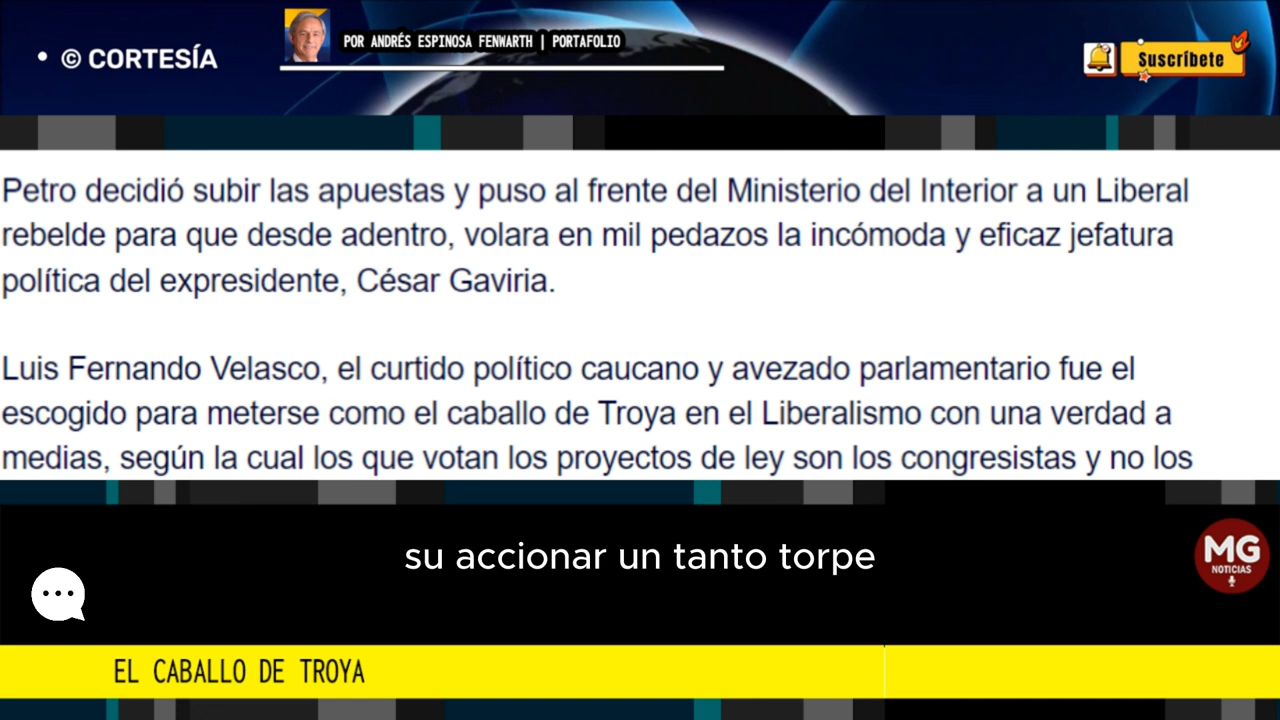 • © CORTESÍA
POR ANDRÉS ESPINOSA FENWARTH | PORTAFOLIO
Suscríbete
Petro decidió subir las apuestas y puso al frente del Ministerio del Interior a un Liberal
rebelde para que desde adentro, volara en mil pedazos la incómoda y eficaz jefatura
política del expresidente, César Gaviria.
Luis Fernando Velasco, el curtido político caucano y avezado parlamentario fue el
escogido para meterse como el caballo de Troya en el Liberalismo con una verdad a
medias, según la cual los que votan los proyectos de ley son los congresistas y no los
su accionar un tanto torpe
MG
NOTICIAS
EL CABALLO DE TROYA